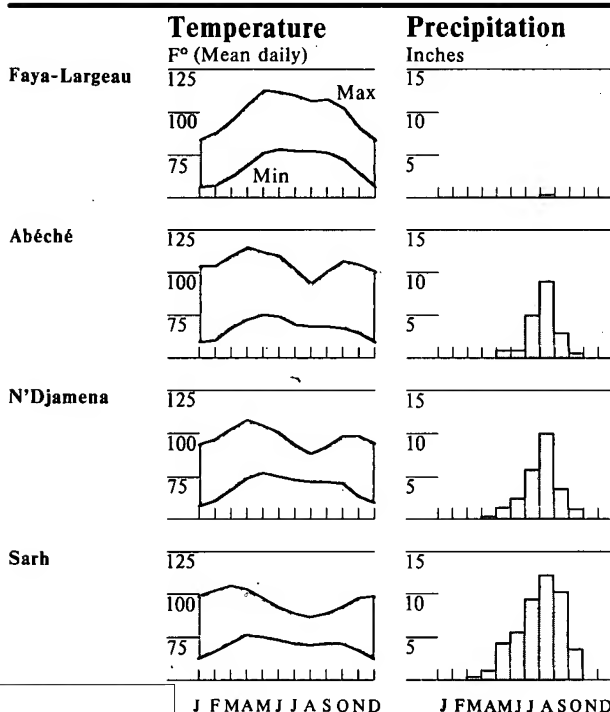 Temperature
F° (Mean daily)
Precipitation
Inches
Faya-Largeau
125
100
75
Max
Min
15
10
5
Abéché
125
100
75
15
10
5
N'Djamena
125
100
75
15
10
5
Sarh
125
100
75
15
10
5
J F M A M J J A S O N D
J F M A M J J A S O N D